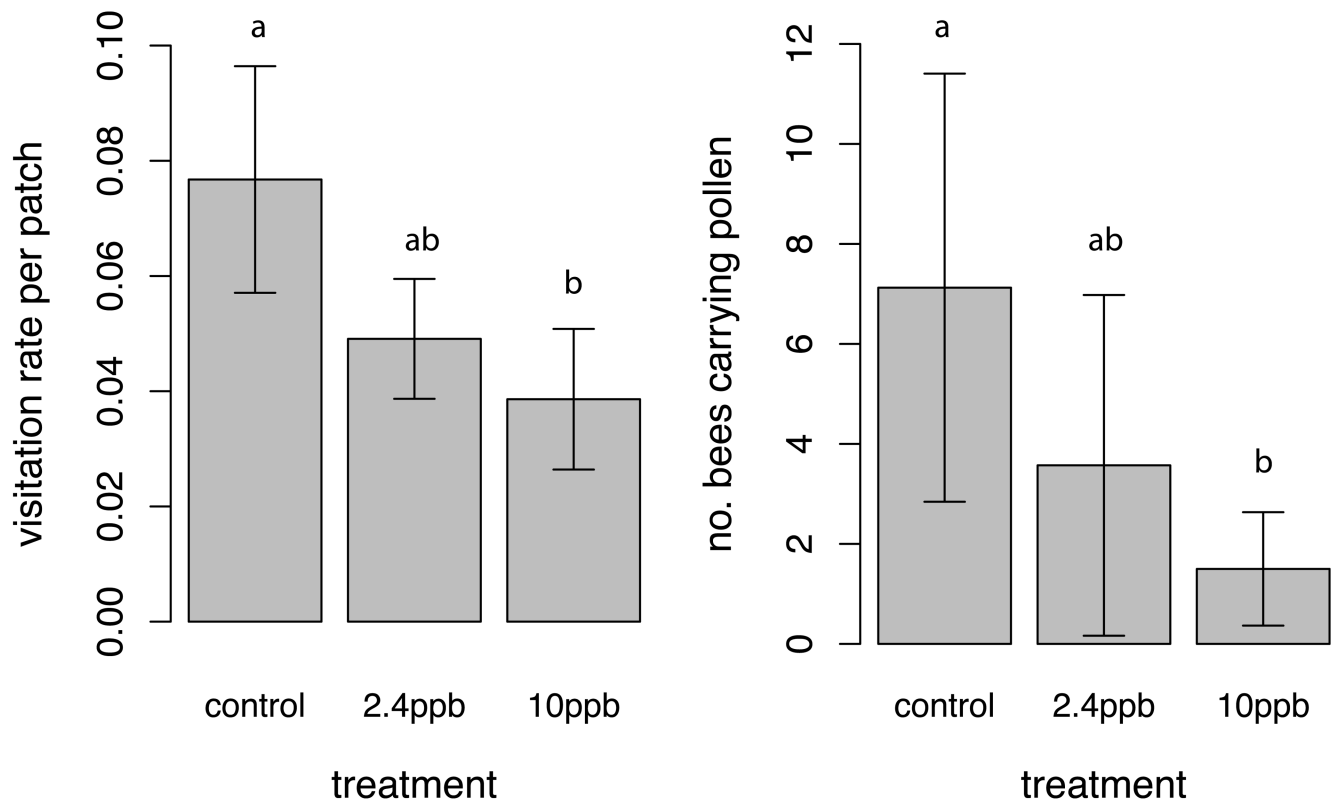 visitation rate per patch
0.10
0.08
0.06
0.04
0.02
0.00
a
ab
b
control 2.4ppb 10ppb
treatment
no. bees carrying pollen
12
10
8
6
4
2
0
a
ab
b
control 2.4ppb 10ppb
treatment